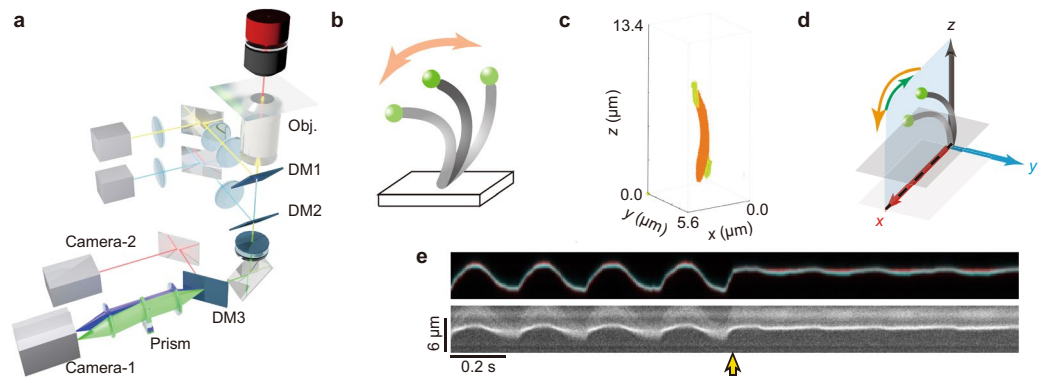 a
Obj.
DM1
DM2
Camera-2
DM3
Prism
Camera-1
b
c
13.4
z (µm)
0.0
y (µm)
5.6
x (µm)
0.0
d
z
y
x
e
6 µm
0.2 s